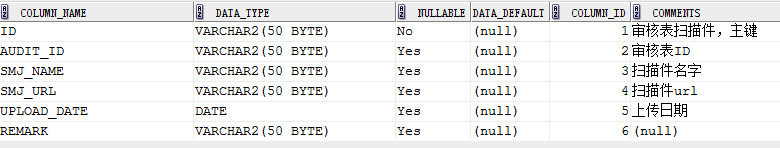 COLUMN_NAME DATA_TYPE NULLABLE DATA_DEFAULT COLUMN_ID COMMENTS
ID VARCHAR2(50 BYTE) No (null) 1 审核表扫描件，主键
AUDIT_ID VARCHAR2(50 BYTE) Yes (null) 2 审核表ID
SMJ_NAME VARCHAR2(50 BYTE) Yes (null) 3 扫描件名字
SMJ_URL VARCHAR2(50 BYTE) Yes (null) 4 扫描件url
UPLOAD_DATE DATE Yes (null) 5 上传日期
REMARK VARCHAR2(50 BYTE) Yes (null) 6 (null)